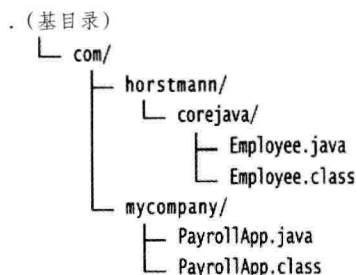 .(基目录)
com/
horstmann/
corejava/
Employee.java
Employee.class
mycompany/
PayrollApp.java
PayrollApp.class